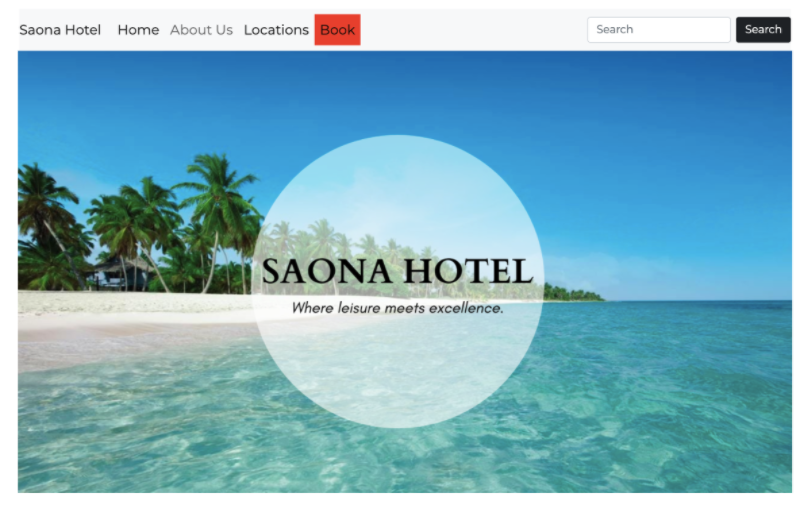 Saona Hotel Home About Us Locations Book Search Search
SAONA HOTEL
Where leisure meets excellence.